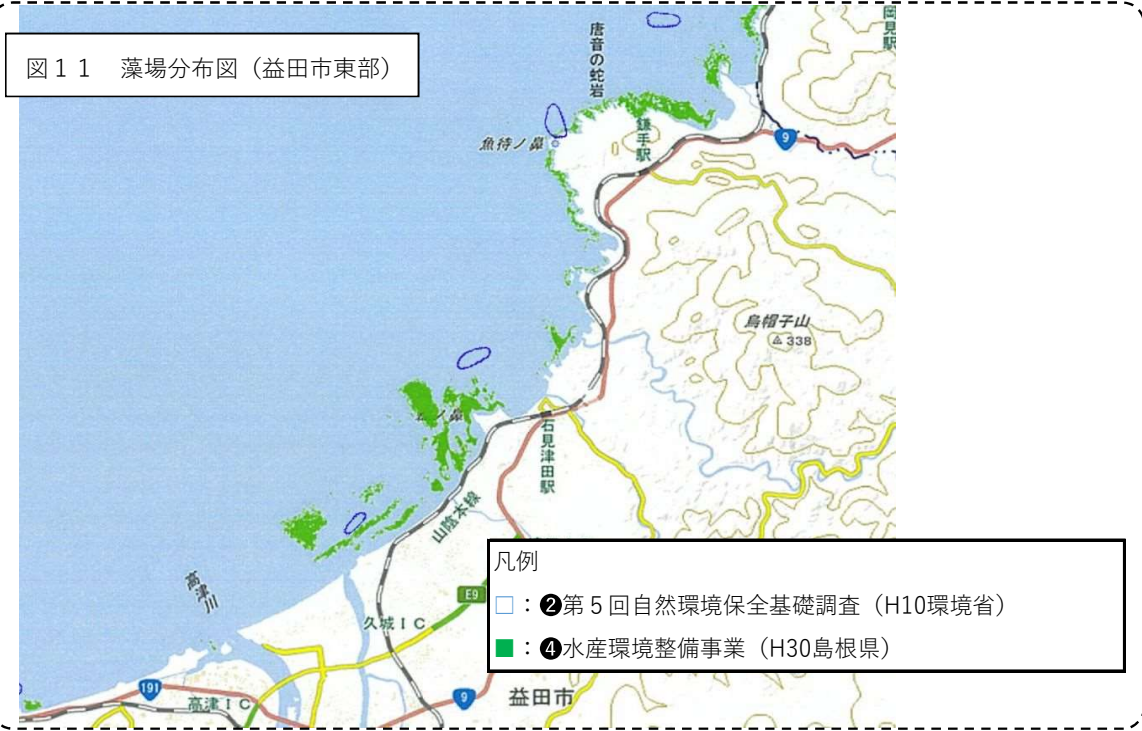 図１１　藻場分布図（益田市東部）
岡見駅
唐音の蛇岩
鎌手駅
9
魚待ノ鼻
烏帽子山
338
ノ鼻
石見津田駅
山陰本線
高津川
E9
久城ＩＣ
191
高津ＩＣ
9
益田市
凡例
□：❷第５回自然環境保全基礎調査（H10環境省）
■：❹水産環境整備事業（H30島根県）